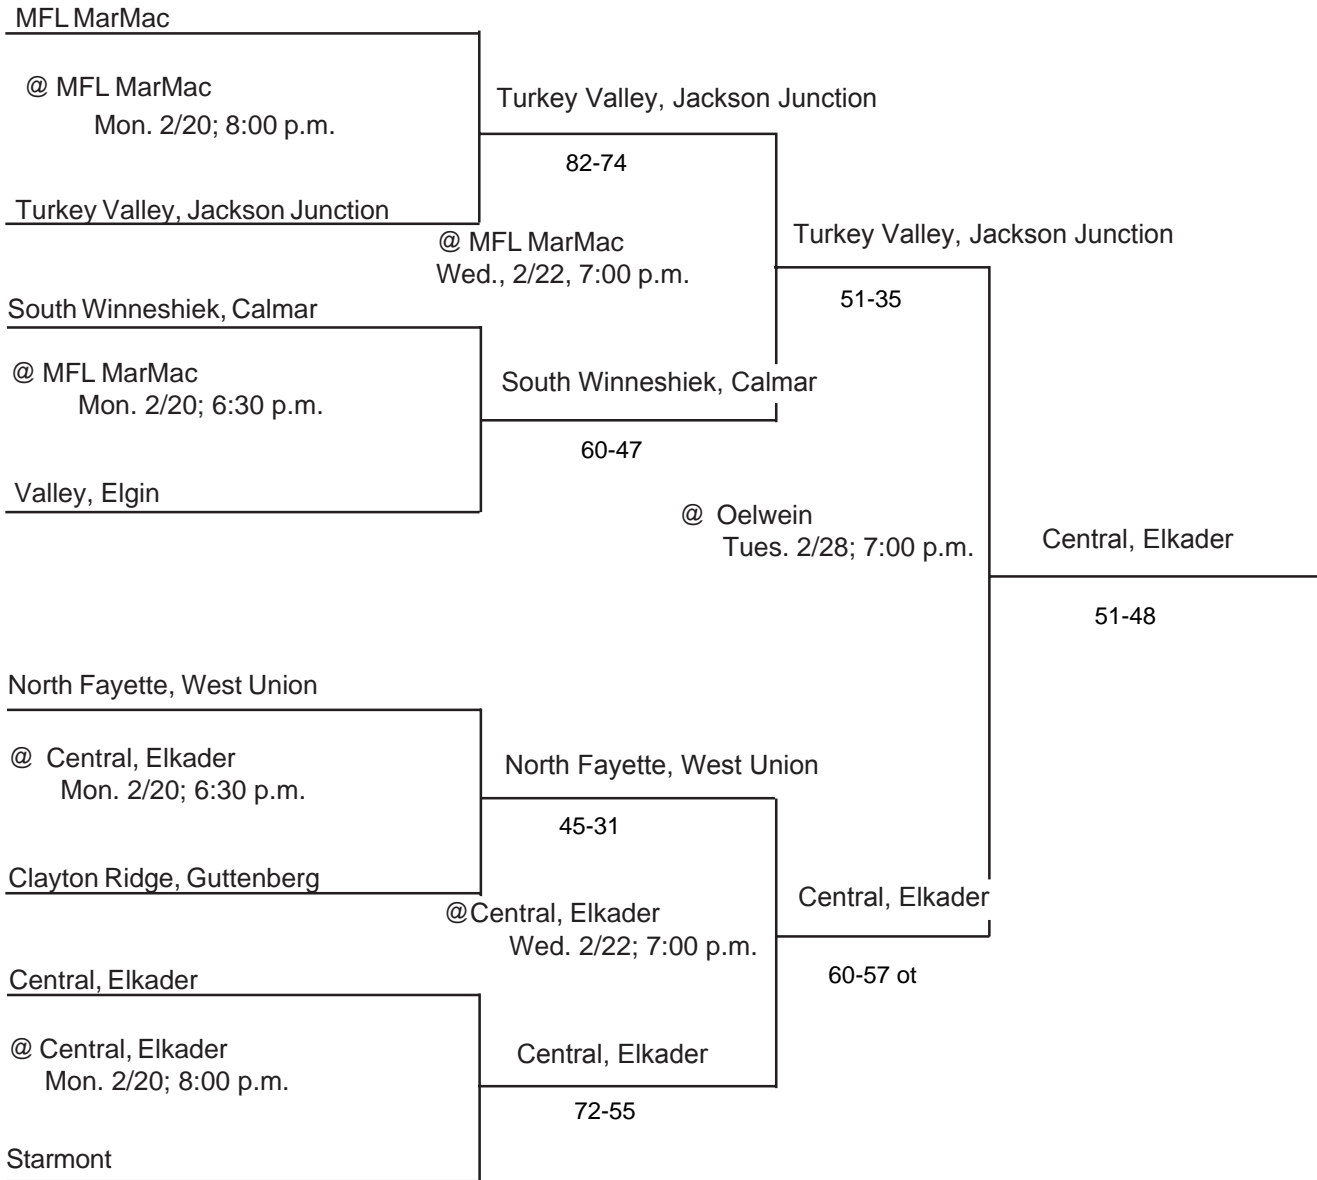 MFL MarMac
@ MFL MarMac
Mon. 2/20; 8:00 p.m.
Turkey Valley, Jackson Junction
82-74
Turkey Valley, Jackson Junction
@ MFL MarMac
Wed., 2/22, 7:00 p.m.
Turkey Valley, Jackson Junction
51-35
South Winneshiek, Calmar
@ MFL MarMac
Mon. 2/20; 6:30 p.m.
South Winneshiek, Calmar
60-47
Valley, Elgin
@ Oelwein
Tues. 2/28; 7:00 p.m.
Central, Elkader
51-48
North Fayette, West Union
@ Central, Elkader
Mon. 2/20; 6:30 p.m.
North Fayette, West Union
45-31
Clayton Ridge, Guttenberg
@Central, Elkader
Wed. 2/22; 7:00 p.m.
Central, Elkader
60-57 ot
Central, Elkader
@ Central, Elkader
Mon. 2/20; 8:00 p.m.
Central, Elkader
72-55
Starmont